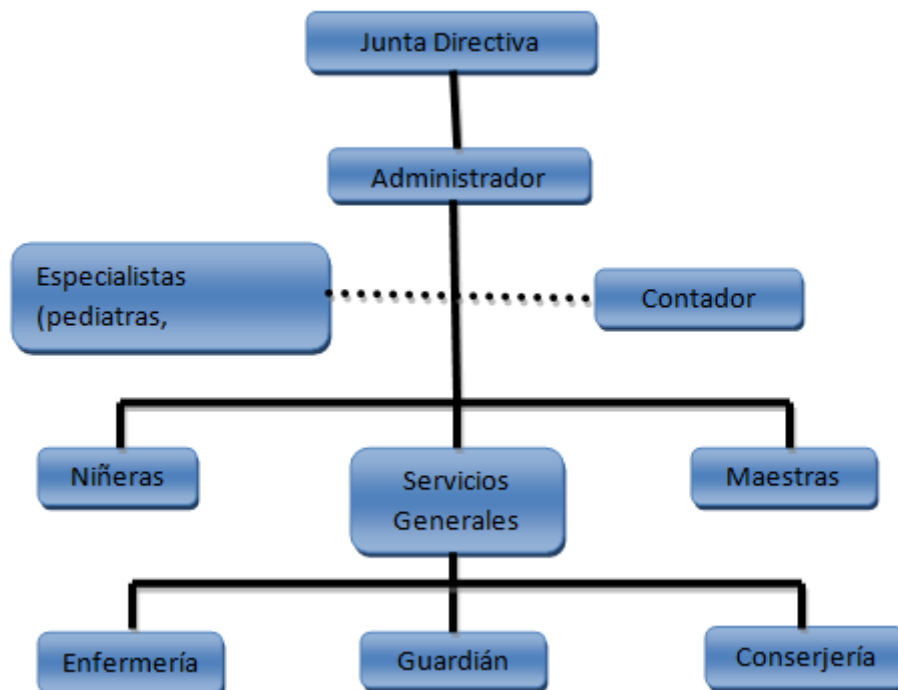 Junta Directiva
Administrador
Especialistas
(pediatras,
Contador
Niñeras
Servicios
Generales
Maestras
Enfermería
Guardián
Conserjería